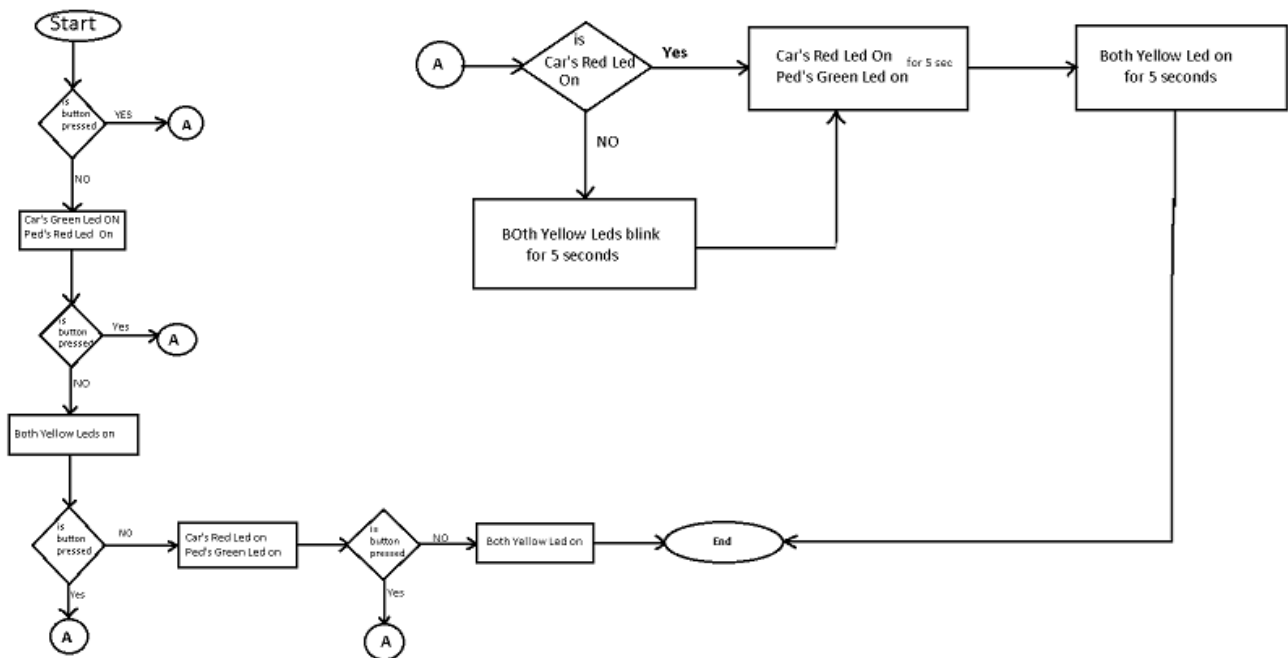 Start
is
button
pressed
YES
A
NO
Car's Green Led ON
Ped's Red Led On
is
button
pressed
Yes
A
NO
Both Yellow Leds on
is
button
pressed
NO
Yes
A
Car's Red Led on
Ped's Green Led on
is
button
pressed
NO
Yes
A
Both Yellow Led on
End
A
is
Car's Red Led
On
Yes
NO
BOth Yellow Leds blink
for 5 seconds
Car's Red Led On for 5 sec
Ped's Green Led on
Both Yellow Led on
for 5 seconds